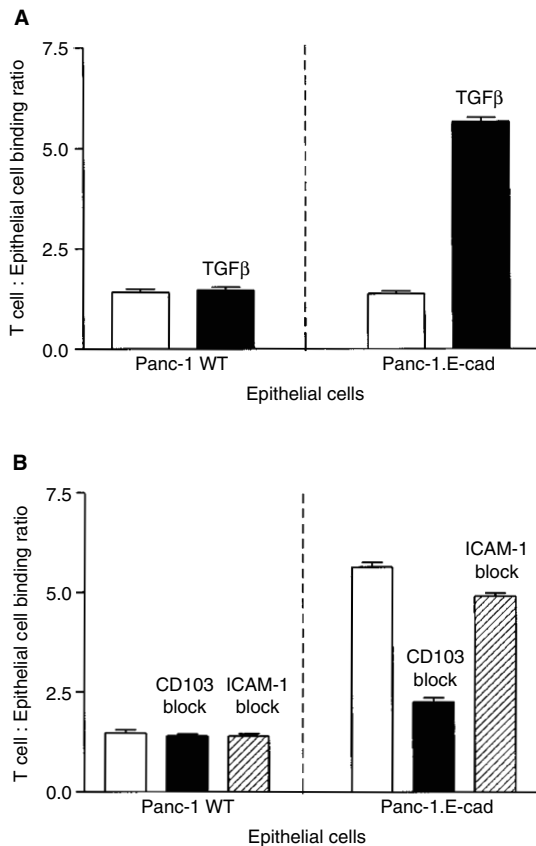 A
T cell : Epithelial cell binding ratio
7.5
5.0
2.5
0.0
TGFβ
TGFβ
Panc-1 WT
Panc-1.E-cad
Epithelial cells
B
T cell : Epithelial cell binding ratio
7.5
5.0
2.5
0.0
CD103
block
ICAM-1
block
CD103
block
ICAM-1
block
Panc-1 WT
Panc-1.E-cad
Epithelial cells